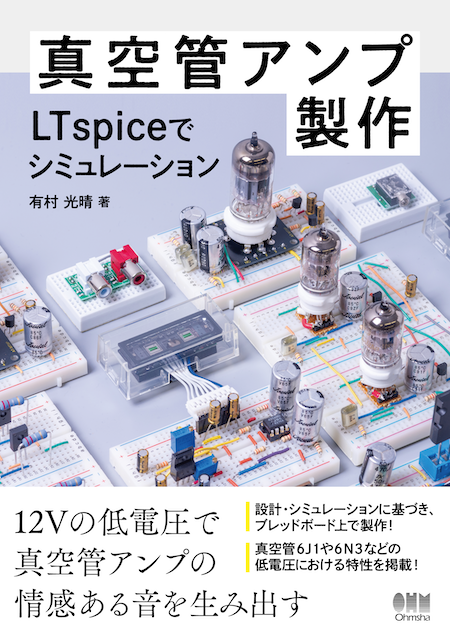 真空管アンプ
製作
LTspiceで
シミュレーション
有村 光晴 著
12Vの低電圧で
真空管アンプの
情感ある音を生み出す
設計・シミュレーションに基づき、
ブレッドボード上で製作!
真空管6J1や6N3などの
低電圧における特性を掲載!
OHM
Ohmsha